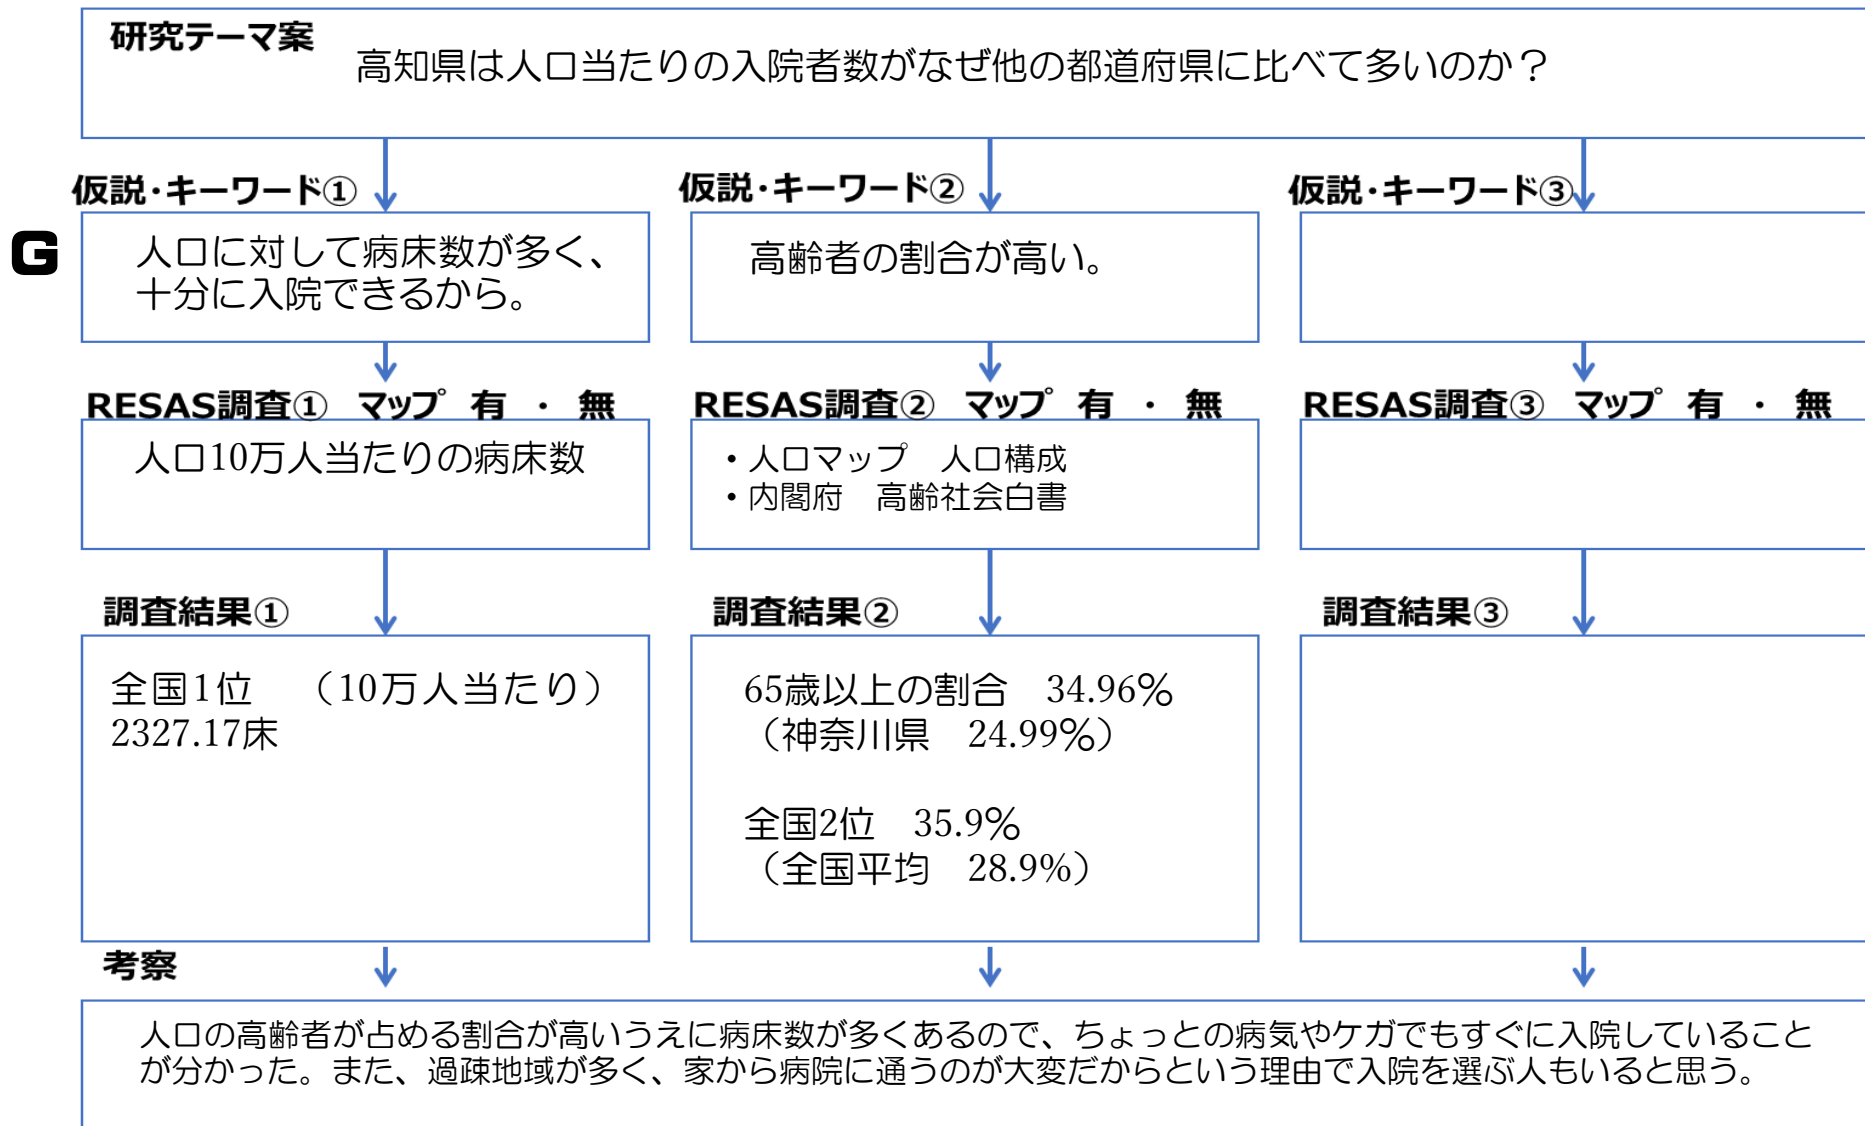 研究テーマ案
高知県は人口当たりの入院者数がなぜ他の都道府県に比べて多いのか？
仮説・キーワード①
仮説・キーワード②
仮説・キーワード③
G
人口に対して病床数が多く、
十分に入院できるから。
高齢者の割合が高い。
RESAS調査①　マップ　有　・　無
RESAS調査②　マップ　有　・　無
RESAS調査③　マップ　有　・　無
人口10万人当たりの病床数
・人口マップ　人口構成
・内閣府　高齢社会白書
調査結果①
調査結果②
調査結果③
全国1位　（10万人当たり）
2327.17床
65歳以上の割合　34.96％
（神奈川県　24.99％）
全国2位　35.9％
（全国平均　28.9%）
考察
人口の高齢者が占める割合が高いうえに病床数が多くあるので、ちょっとの病気やケガでもすぐに入院していること
が分かった。また、過疎地域が多く、家から病院に通うのが大変だからという理由で入院を選ぶ人もいると思う。